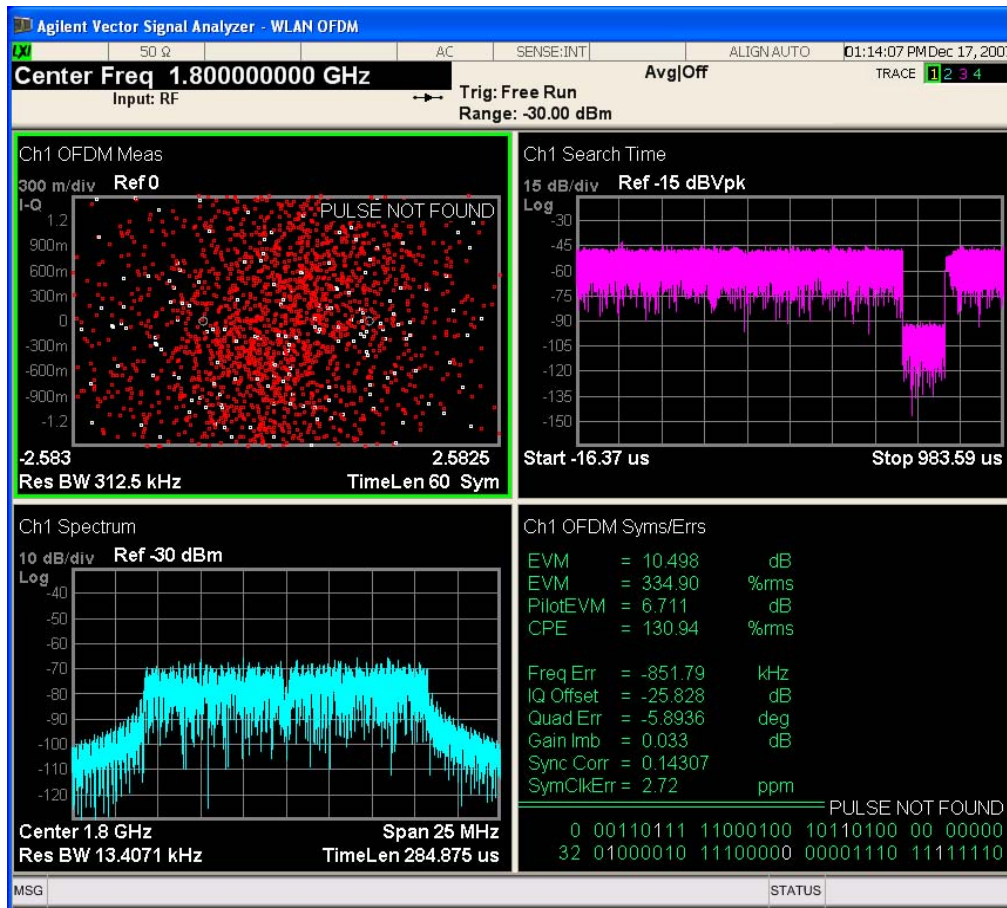 Agilent Vector Signal Analyzer - WLAN OFDM
LXI 50 Ω AC SENSE:INT ALIGN AUTO 01:14:07 PM Dec 17, 200
Center Freq 1.800000000 GHz
Input: RF
Trig: Free Run
Range: -30.00 dBm
Avg|Off
TRACE 1 2 3 4
Ch1 OFDM Meas
300 m/div Ref 0
I-Q
PULSE NOT FOUND
1.2
900m
600m
300m
0
-300m
-600m
-900m
-1.2
-2.583 2.5825
Res BW 312.5 kHz TimeLen 60 Sym
Ch1 Search Time
15 dB/div Ref -15 dBVpk
Log
-30
-45
-60
-75
-90
-105
-120
-135
-150
Start -16.37 us Stop 983.59 us
Ch1 Spectrum
10 dB/div Ref -30 dBm
Log
-40
-50
-60
-70
-80
-90
-100
-110
-120
Center 1.8 GHz Span 25 MHz
Res BW 13.4071 kHz TimeLen 284.875 us
Ch1 OFDM Syms/Errs
EVM = 10.498 dB
EVM = 334.90 %rms
PilotEVM = 6.711 dB
CPE = 130.94 %rms
Freq Err = -851.79 kHz
IQ Offset = -25.828 dB
Quad Err = -5.8936 deg
Gain Imb = 0.033 dB
Sync Corr = 0.14307
SymClkErr = 2.72 ppm
PULSE NOT FOUND
0 00110111 11000100 10110100 00 00000
32 01000010 11100000 00001110 11111110
MSG STATUS